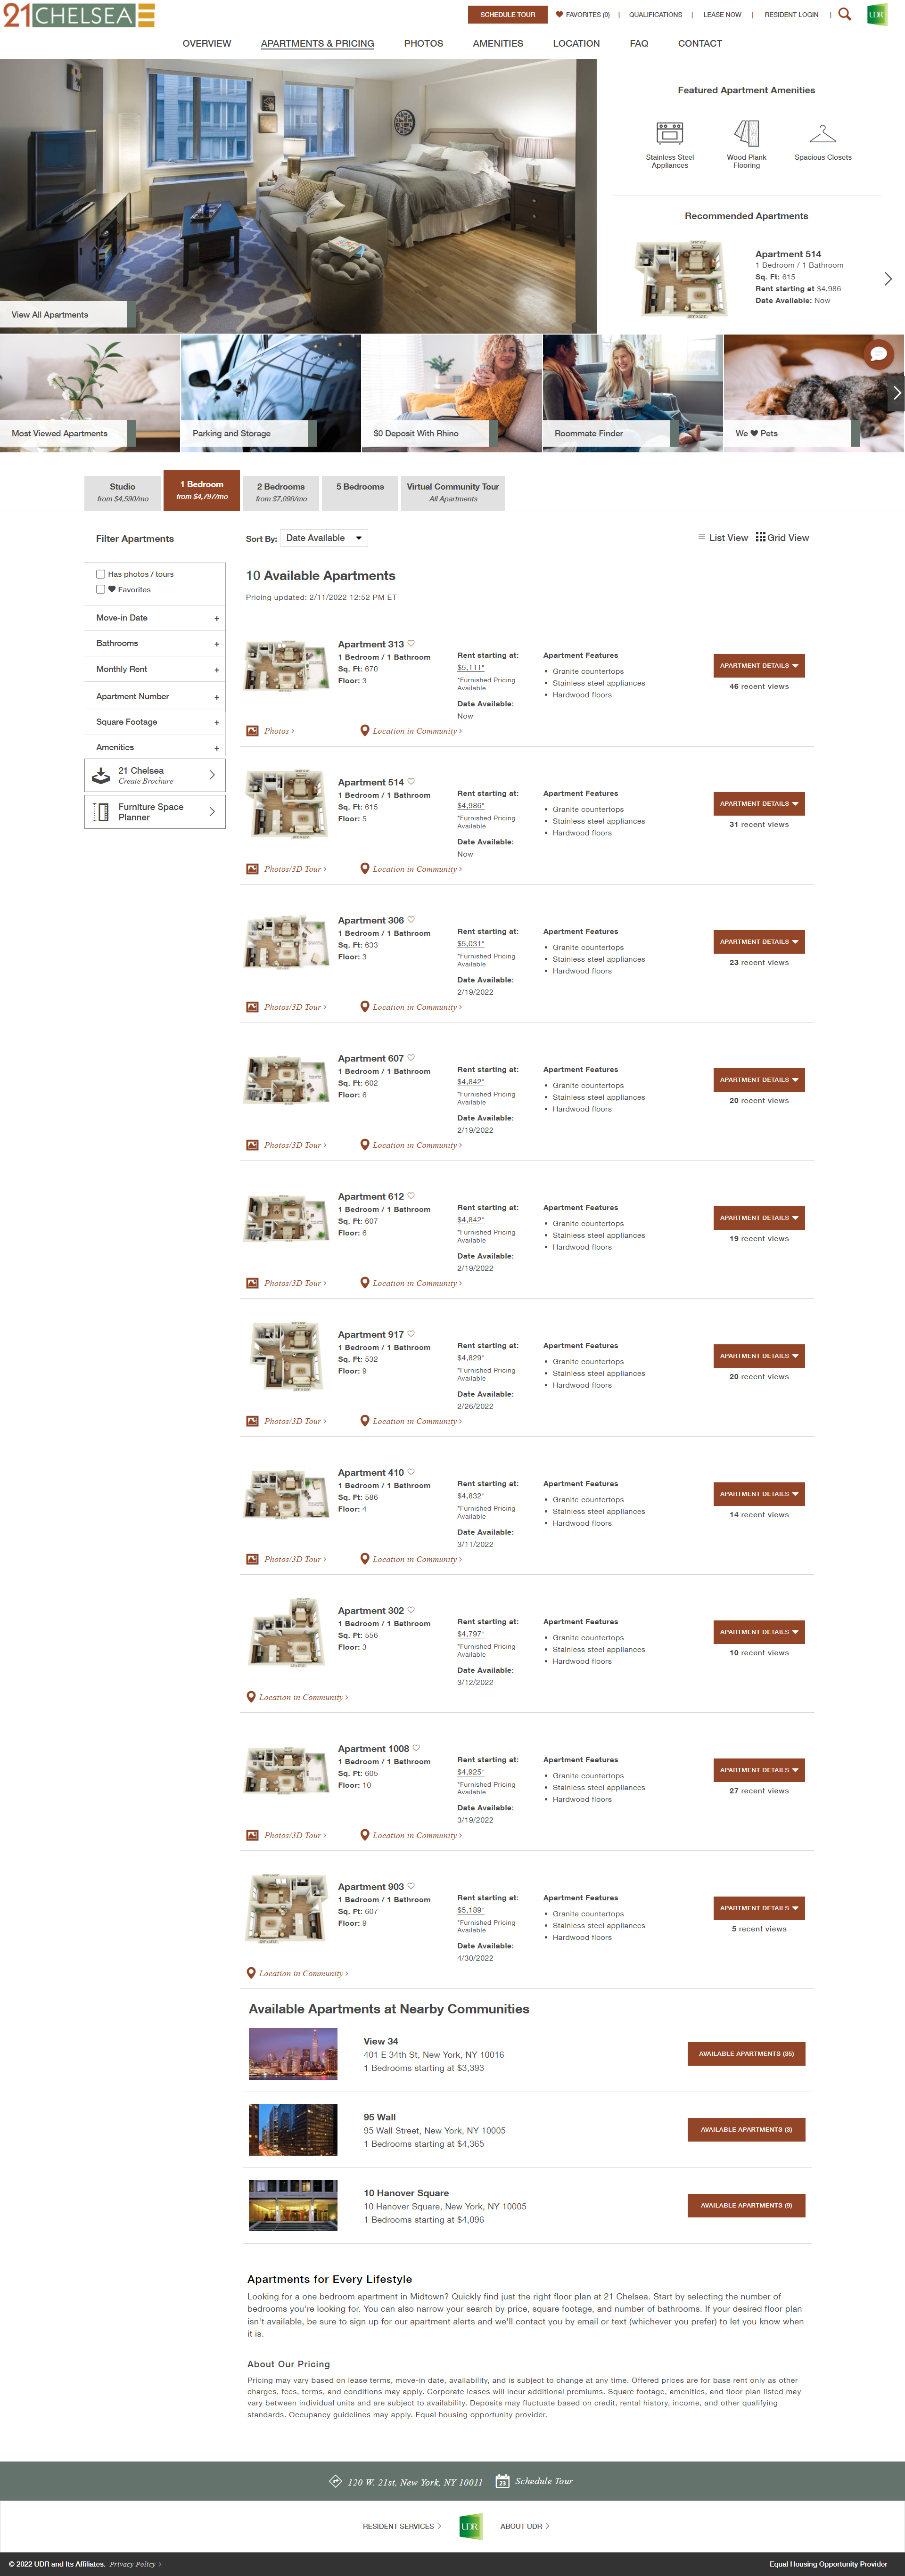 21 CHELSEA
SCHEDULE TOUR
FAVORITES (0) | QUALIFICATIONS | LEASE NOW | RESIDENT LOGIN |
UDR
OVERVIEW APARTMENTS & PRICING PHOTOS AMENITIES LOCATION FAQ CONTACT
View All Apartments
Featured Apartment Amenities
Stainless Steel Appliances
Wood Plank Flooring
Spacious Closets
Recommended Apartments
Apartment 514
1 Bedroom / 1 Bathroom
Sq. Ft: 615
Rent starting at $4,986
Date Available: Now
Most Viewed Apartments
Parking and Storage
$0 Deposit With Rhino
Roommate Finder
We ♥ Pets
Studio
from $4,590/mo
1 Bedroom
from $4,797/mo
2 Bedrooms
from $7,098/mo
5 Bedrooms
Virtual Community Tour
All Apartments
Filter Apartments
Has photos / tours
Favorites
Move-in Date +
Bathrooms +
Monthly Rent +
Apartment Number +
Square Footage +
Amenities +
21 Chelsea
Create Brochure
Furniture Space
Planner
Sort By: Date Available
List View Grid View
10 Available Apartments
Pricing updated: 2/11/2022 12:52 PM ET
Apartment 313
1 Bedroom / 1 Bathroom
Sq. Ft: 670
Floor: 3
Rent starting at:
$5,111*
*Furnished Pricing
Available
Date Available:
Now
Apartment Features
• Granite countertops
• Stainless steel appliances
• Hardwood floors
APARTMENT DETAILS
46 recent views
Photos >
Location in Community >
Apartment 514
1 Bedroom / 1 Bathroom
Sq. Ft: 615
Floor: 5
Rent starting at:
$4,986*
*Furnished Pricing
Available
Date Available:
Now
Apartment Features
• Granite countertops
• Stainless steel appliances
• Hardwood floors
APARTMENT DETAILS
31 recent views
Photos/3D Tour >
Location in Community >
Apartment 306
1 Bedroom / 1 Bathroom
Sq. Ft: 633
Floor: 3
Rent starting at:
$5,031*
*Furnished Pricing
Available
Date Available:
2/19/2022
Apartment Features
• Granite countertops
• Stainless steel appliances
• Hardwood floors
APARTMENT DETAILS
23 recent views
Photos/3D Tour >
Location in Community >
Apartment 607
1 Bedroom / 1 Bathroom
Sq. Ft: 602
Floor: 6
Rent starting at:
$4,842*
*Furnished Pricing
Available
Date Available:
2/19/2022
Apartment Features
• Granite countertops
• Stainless steel appliances
• Hardwood floors
APARTMENT DETAILS
20 recent views
Photos/3D Tour >
Location in Community >
Apartment 612
1 Bedroom / 1 Bathroom
Sq. Ft: 607
Floor: 6
Rent starting at:
$4,842*
*Furnished Pricing
Available
Date Available:
2/19/2022
Apartment Features
• Granite countertops
• Stainless steel appliances
• Hardwood floors
APARTMENT DETAILS
19 recent views
Photos/3D Tour >
Location in Community >
Apartment 917
1 Bedroom / 1 Bathroom
Sq. Ft: 532
Floor: 9
Rent starting at:
$4,829*
*Furnished Pricing
Available
Date Available:
2/26/2022
Apartment Features
• Granite countertops
• Stainless steel appliances
• Hardwood floors
APARTMENT DETAILS
20 recent views
Photos/3D Tour >
Location in Community >
Apartment 410
1 Bedroom / 1 Bathroom
Sq. Ft: 586
Floor: 4
Rent starting at:
$4,832*
*Furnished Pricing
Available
Date Available:
3/11/2022
Apartment Features
• Granite countertops
• Stainless steel appliances
• Hardwood floors
APARTMENT DETAILS
14 recent views
Photos/3D Tour >
Location in Community >
Apartment 302
1 Bedroom / 1 Bathroom
Sq. Ft: 556
Floor: 3
Rent starting at:
$4,797*
*Furnished Pricing
Available
Date Available:
3/12/2022
Apartment Features
• Granite countertops
• Stainless steel appliances
• Hardwood floors
APARTMENT DETAILS
10 recent views
Location in Community >
Apartment 1008
1 Bedroom / 1 Bathroom
Sq. Ft: 605
Floor: 10
Rent starting at:
$4,925*
*Furnished Pricing
Available
Date Available:
3/19/2022
Apartment Features
• Granite countertops
• Stainless steel appliances
• Hardwood floors
APARTMENT DETAILS
27 recent views
Photos/3D Tour >
Location in Community >
Apartment 903
1 Bedroom / 1 Bathroom
Sq. Ft: 607
Floor: 9
Rent starting at:
$5,189*
*Furnished Pricing
Available
Date Available:
4/30/2022
Apartment Features
• Granite countertops
• Stainless steel appliances
• Hardwood floors
APARTMENT DETAILS
5 recent views
Location in Community >
Available Apartments at Nearby Communities
View 34
401 E 34th St, New York, NY 10016
1 Bedrooms starting at $3,393
AVAILABLE APARTMENTS (35)
95 Wall
95 Wall Street, New York, NY 10005
1 Bedrooms starting at $4,365
AVAILABLE APARTMENTS (3)
10 Hanover Square
10 Hanover Square, New York, NY 10005
1 Bedrooms starting at $4,096
AVAILABLE APARTMENTS (9)
Apartments for Every Lifestyle
Looking for a one bedroom apartment in Midtown? Quickly find just the right floor plan at 21 Chelsea. Start by selecting the number of
bedrooms you're looking for. You can also narrow your search by price, square footage, and number of bathrooms. If your desired floor plan
isn't available, be sure to sign up for our apartment alerts and we'll contact you by email or text (whichever you prefer) to let you know when
it is.
About Our Pricing
Pricing may vary based on lease terms, move-in date, availability, and is subject to change at any time. Offered prices are for base rent only as other
charges, fees, terms, and conditions may apply. Corporate leases will incur additional premiums. Square footage, amenities, and floor plan listed may
vary between individual units and are subject to availability. Deposits may fluctuate based on credit, rental history, income, and other qualifying
standards. Occupancy guidelines may apply. Equal housing opportunity provider.
120 W. 21st, New York, NY 10011
23
Schedule Tour
RESIDENT SERVICES >
UDR
ABOUT UDR >
© 2022 UDR and Its Affiliates. Privacy Policy >
Equal Housing Opportunity Provider